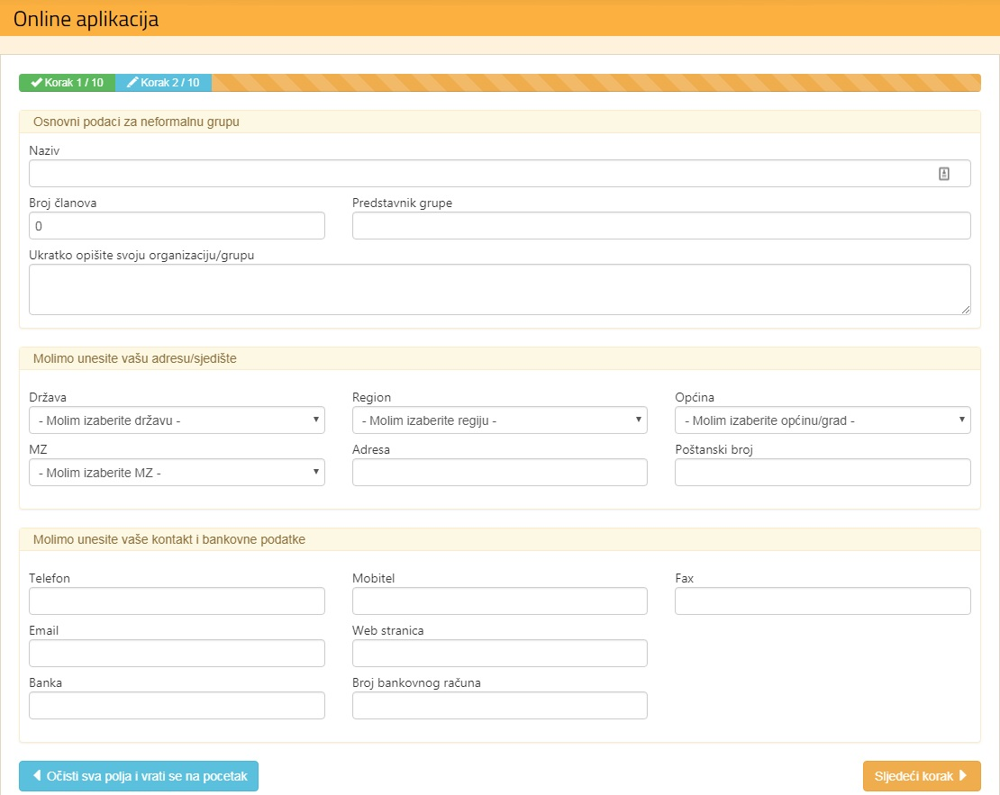 Online aplikacija
Korak 1 / 10 Korak 2 / 10
Osnovni podaci za neformalnu grupu
Naziv
Broj članova Predstavnik grupe
0
Ukratko opišite svoju organizaciju/grupu
Molimo unesite vašu adresu/sjedište
Država Region Općina
- Molim izaberite državu - - Molim izaberite regiju - - Molim izaberite općinu/grad -
MZ Adresa Poštanski broj
- Molim izaberite MZ -
Molimo unesite vaše kontakt i bankovne podatke
Telefon Mobitel Fax
Email Web stranica
Banka Broj bankovnog računa
Očisti sva polja i vrati se na pocetak Sljedeći korak